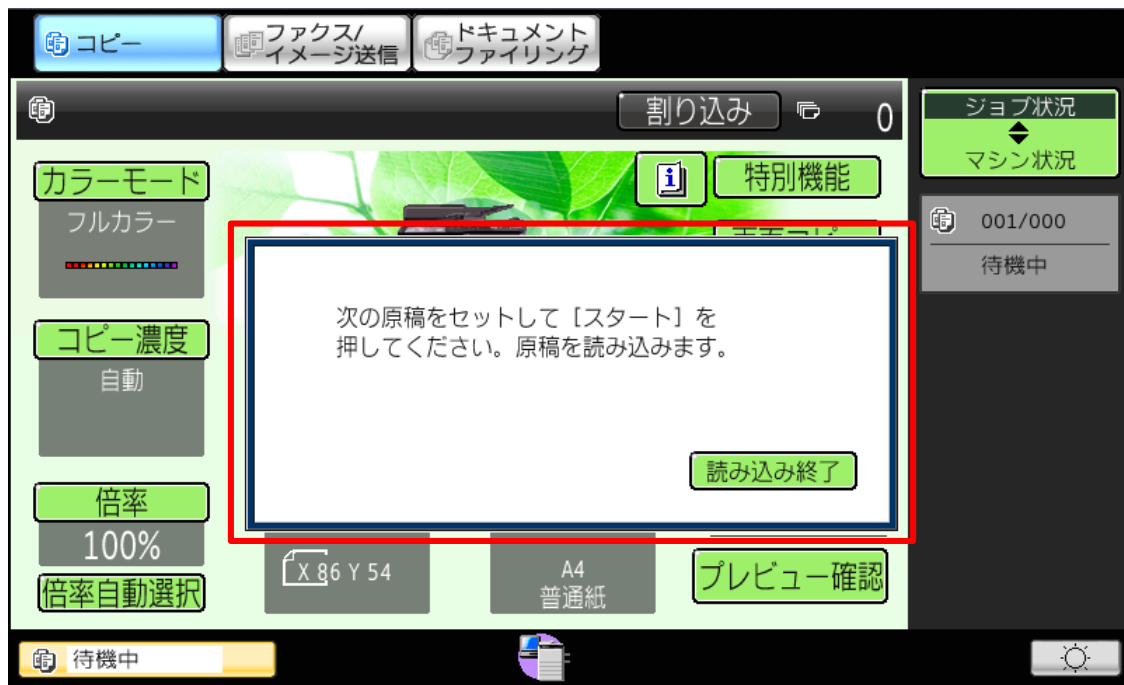 コピー
ファクス/
イメージ送信
ドキュメント
ファイリング
割り込み
0
ジョブ状況
マシン状況
カラーモード
フルカラー
特別機能
両面コピー
001/000
待機中
次の原稿をセットして [スタート] を
押してください。原稿を読み込みます。
読み込み終了
コピー濃度
自動
倍率
100%
倍率自動選択
X 86 Y 54
A4
普通紙
プレビュー確認
待機中